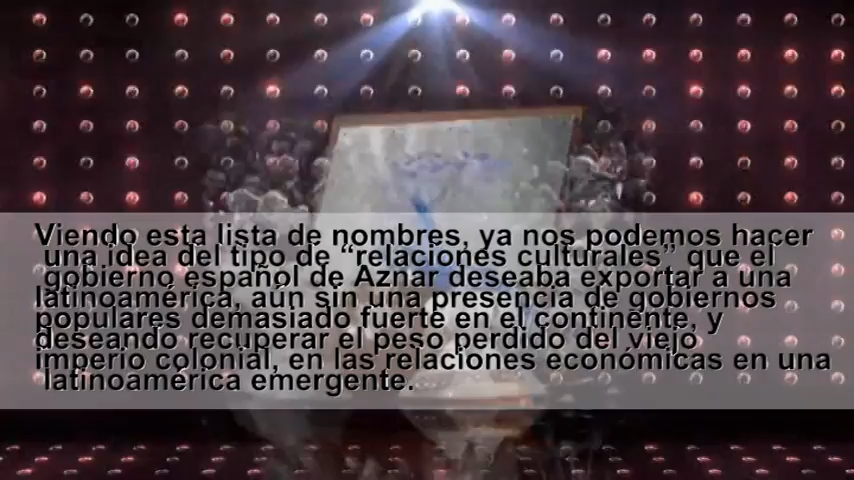 Viendo esta lista de nombres, ya nos podemos hacer
una idea del tipo de “relaciones culturales” que el
gobierno español de Aznar deseaba exportar a una
latinoamérica, aún sin una presencia de gobiernos
populares demasiado fuerte en el continente, y
deseando recuperar el peso perdido del viejo
imperio colonial, en las relaciones económicas en una
latinoamérica emergente.